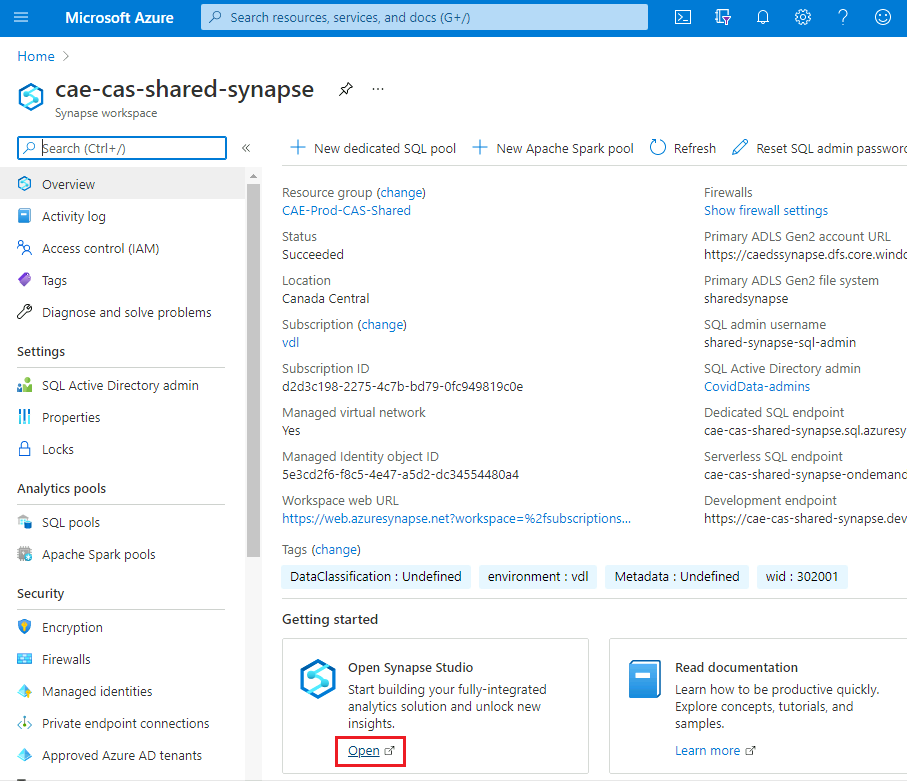 Microsoft Azure
Search resources, services, and docs (G+/)
Home
cae-cas-shared-synapse
Synapse workspace
Search (Ctrl+/)
Overview
Activity log
Access control (IAM)
Tags
Diagnose and solve problems
Settings
SQL Active Directory admin
Properties
Locks
Analytics pools
SQL pools
Apache Spark pools
Security
Encryption
Firewalls
Managed identities
Private endpoint connections
Approved Azure AD tenants
New dedicated SQL pool
New Apache Spark pool
Refresh
Reset SQL admin password
Resource group (change)
CAE-Prod-CAS-Shared
Status
Succeeded
Location
Canada Central
Subscription (change)
vdl
Subscription ID
d2d3c198-2275-4c7b-bd79-0fc949819c0e
Managed virtual network
Yes
Managed Identity object ID
5e3cd2f6-f8c5-4e47-a5d2-dc34554480a4
Workspace web URL
https://web.azuresynapse.net?workspace=%2fsubscriptions...
Firewalls
Show firewall settings
Primary ADLS Gen2 account URL
https://caedssynapse.dfs.core.windo
Primary ADLS Gen2 file system
sharedsynapse
SQL admin username
shared-synapse-sql-admin
SQL Active Directory admin
CovidData-admins
Dedicated SQL endpoint
cae-cas-shared-synapse.sql.azuresy
Serverless SQL endpoint
cae-cas-shared-synapse-ondemand
Development endpoint
https://cae-cas-shared-synapse.dev
Tags (change)
DataClassification : Undefined
environment : vdl
Metadata : Undefined
wid : 302001
Getting started
Open Synapse Studio
Start building your fully-integrated
analytics solution and unlock new
insights.
Open
Read documentation
Learn how to be productive quickly.
Explore concepts, tutorials, and
samples.
Learn more